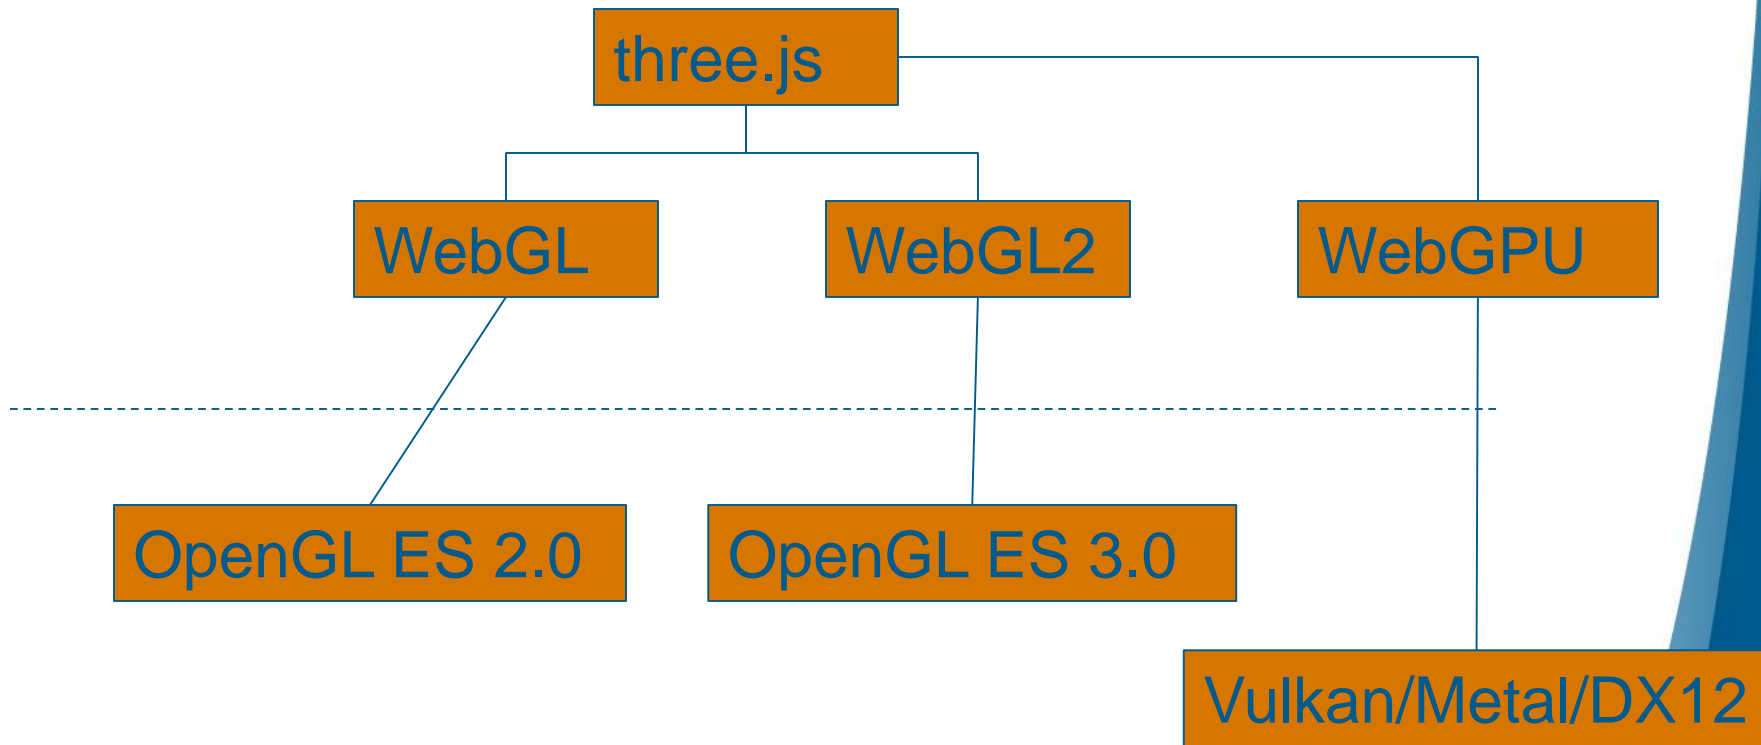 three.js
WebGL
WebGL2
WebGPU
OpenGL ES 2.0
OpenGL ES 3.0
Vulkan/Metal/DX12